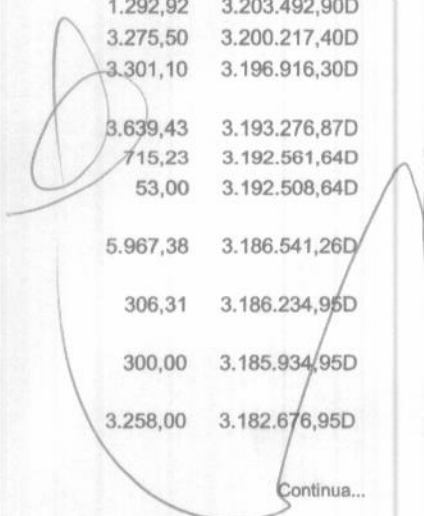 1.292,92 3.203.492,90D
3.275,50 3.200.217,40D
3.301,10 3.196.916,30D
3.639,43 3.193.276,87D
715,23 3.192.561,64D
53,00 3.192.508,64D
5.967,38 3.186.541,26D
306,31 3.186.234,95D
300,00 3.185.934,95D
3.258,00 3.182.676,95D
Continua...